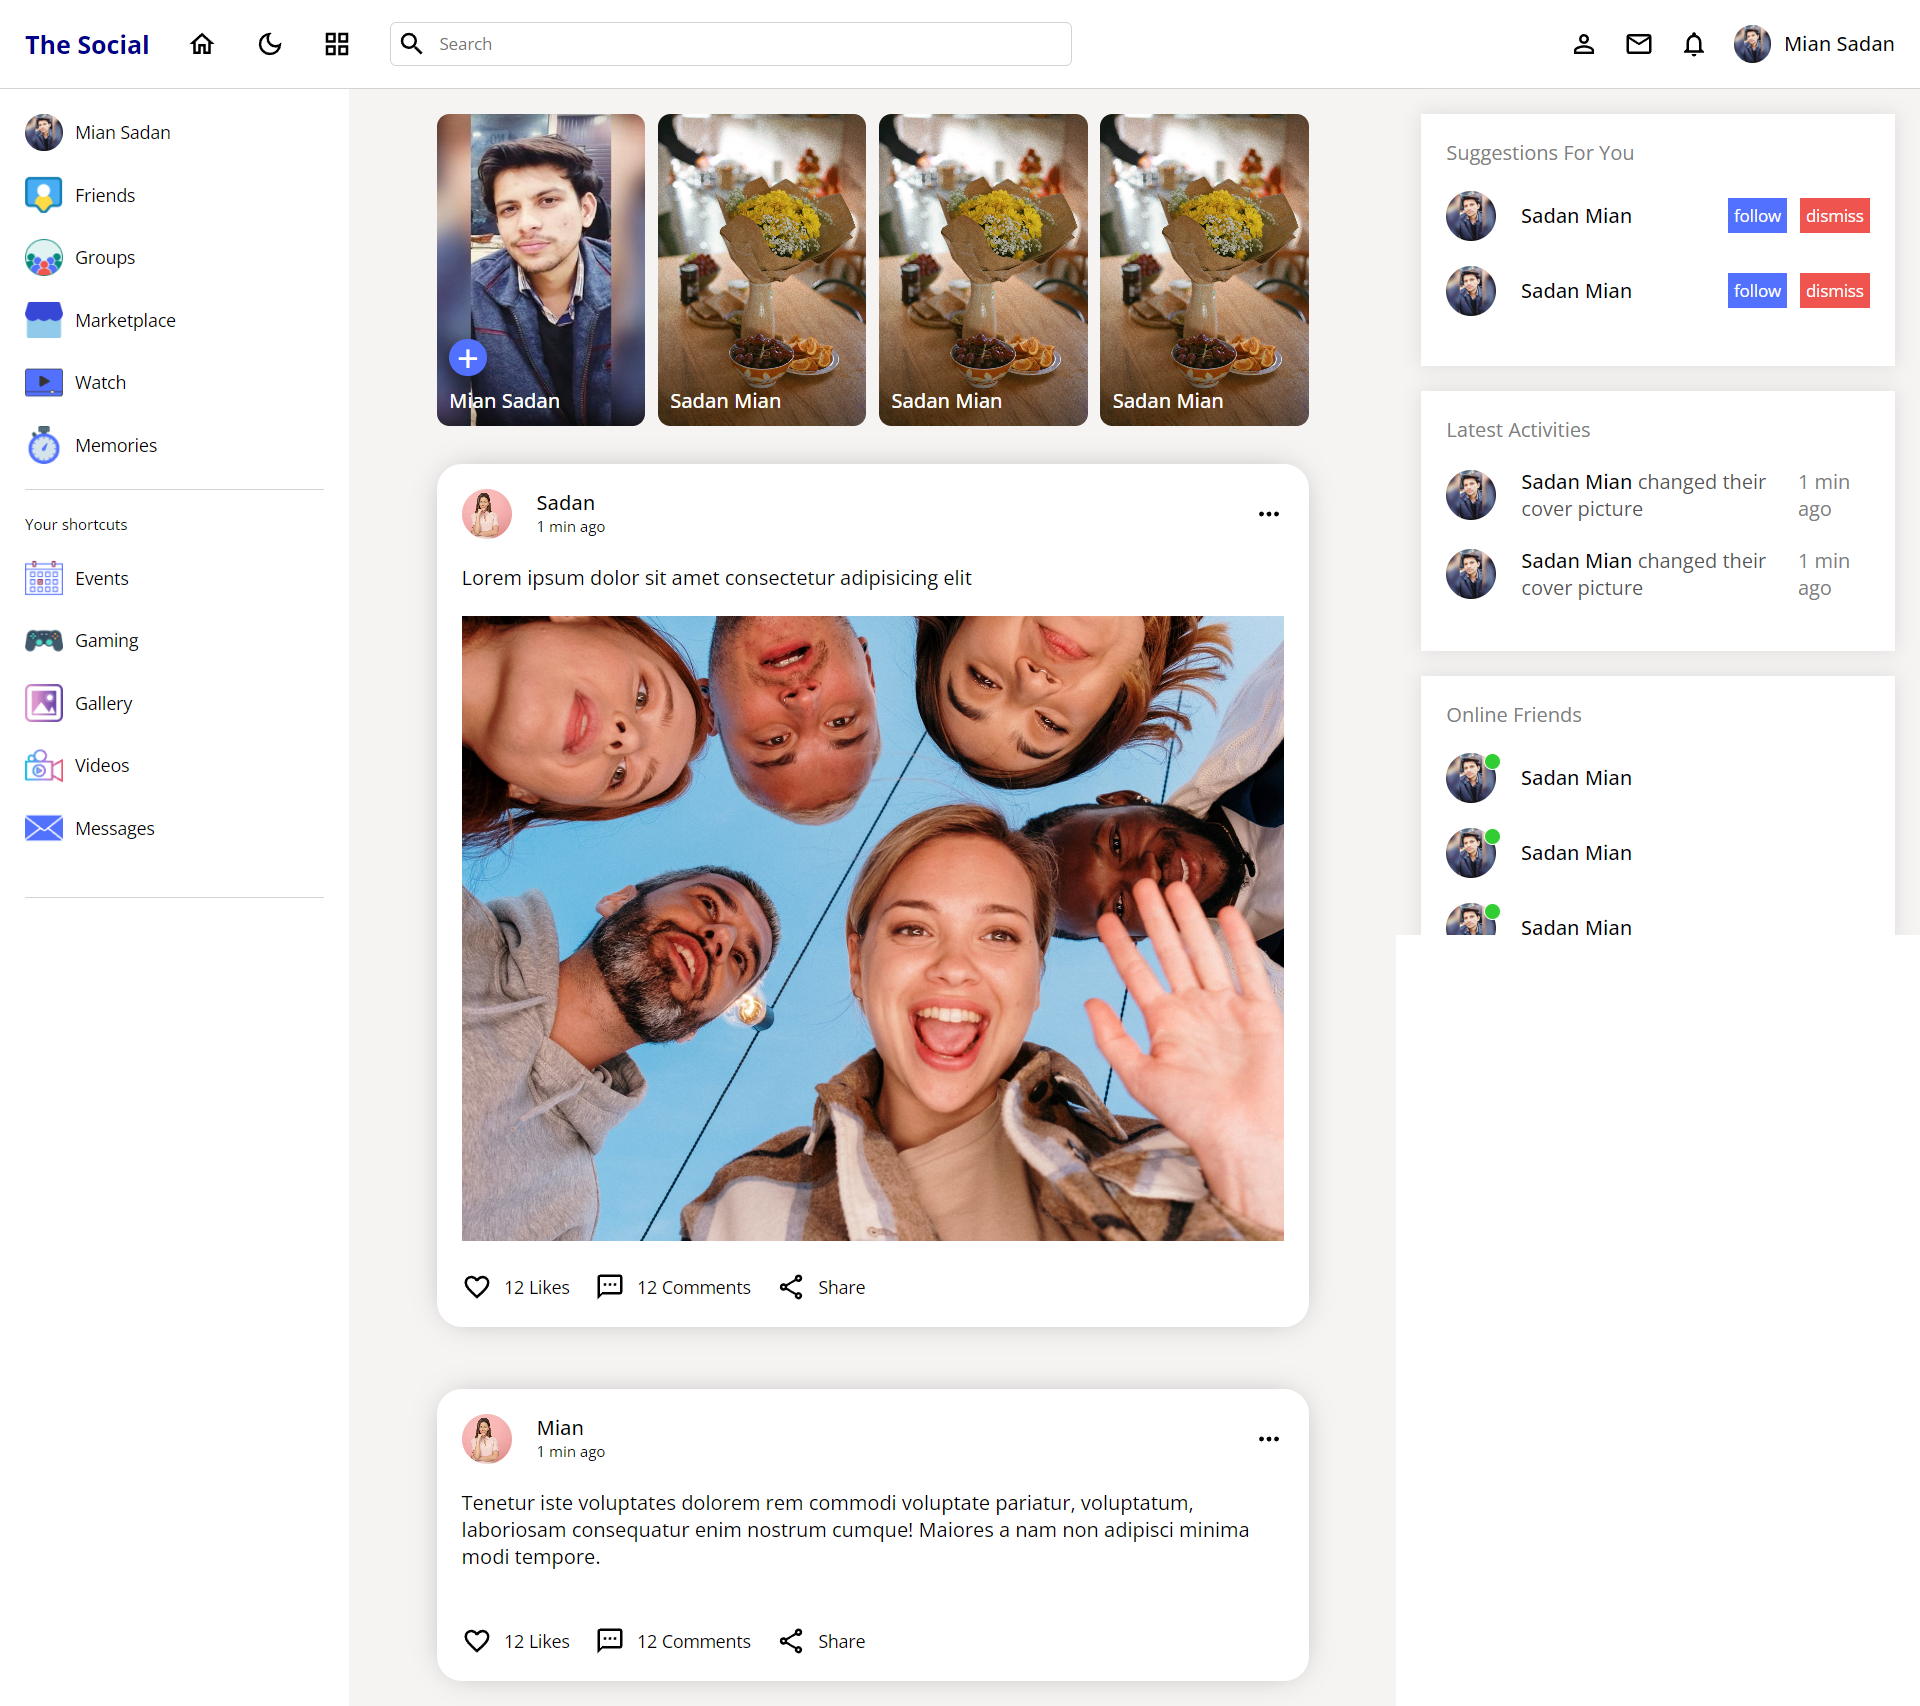 The Social
Search
Mian Sadan
Mian Sadan
Friends
Groups
Marketplace
Watch
Memories
Your shortcuts
Events
Gaming
Gallery
Videos
Messages
Mian Sadan
Sadan Mian
Sadan Mian
Sadan Mian
Sadan
1 min ago
Lorem ipsum dolor sit amet consectetur adipisicing elit
12 Likes
12 Comments
Share
Mian
1 min ago
Tenetur iste voluptates dolorem rem commodi voluptate pariatur, voluptatum,
laboriosam consequatur enim nostrum cumque! Maiores a nam non adipisci minima
modi tempore.
12 Likes
12 Comments
Share
Suggestions For You
Sadan Mian
follow
dismiss
Sadan Mian
follow
dismiss
Latest Activities
Sadan Mian changed their
cover picture
1 min
ago
Sadan Mian changed their
cover picture
1 min
ago
Online Friends
Sadan Mian
Sadan Mian
Sadan Mian